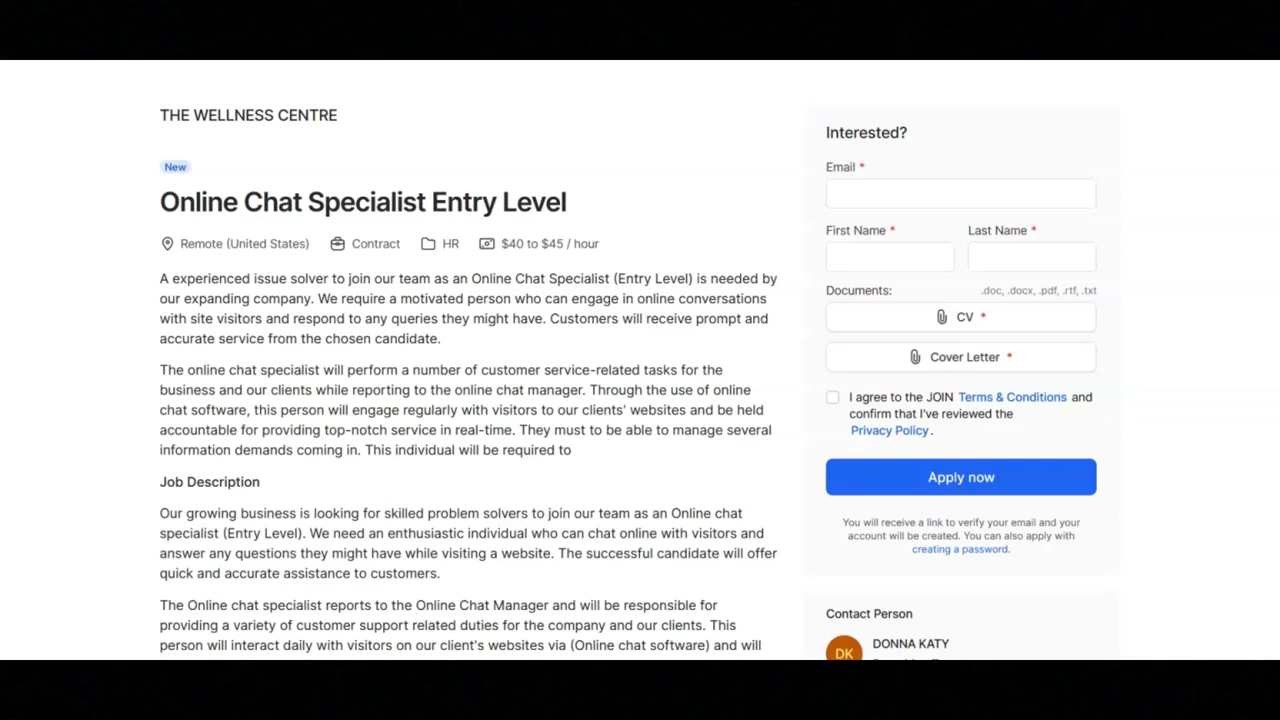 THE WELLNESS CENTRE
New
Online Chat Specialist Entry Level
Remote (United States) Contract HR $40 to $45 / hour
A experienced issue solver to join our team as an Online Chat Specialist (Entry Level) is needed by
our expanding company. We require a motivated person who can engage in online conversations
with site visitors and respond to any queries they might have. Customers will receive prompt and
accurate service from the chosen candidate.
The online chat specialist will perform a number of customer service-related tasks for the
business and our clients while reporting to the online chat manager. Through the use of online
chat software, this person will engage regularly with visitors to our clients' websites and be held
accountable for providing top-notch service in real-time. They must to be able to manage several
information demands coming in. This individual will be required to
Job Description
Our growing business is looking for skilled problem solvers to join our team as an Online chat
specialist (Entry Level). We need an enthusiastic individual who can chat online with visitors and
answer any questions they might have while visiting a website. The successful candidate will offer
quick and accurate assistance to customers.
The Online chat specialist reports to the Online Chat Manager and will be responsible for
providing a variety of customer support related duties for the company and our clients. This
person will interact daily with visitors on our client's websites via (Online chat software) and will
Interested?
Email *
First Name * Last Name *
Documents: .doc, .docx, .pdf, .rtf, .txt
CV *
Cover Letter *
I agree to the JOIN Terms & Conditions and
confirm that I've reviewed the
Privacy Policy.
Apply now
You will receive a link to verify your email and your
account will be created. You can also apply with
creating a password.
Contact Person
DK DONNA KATY